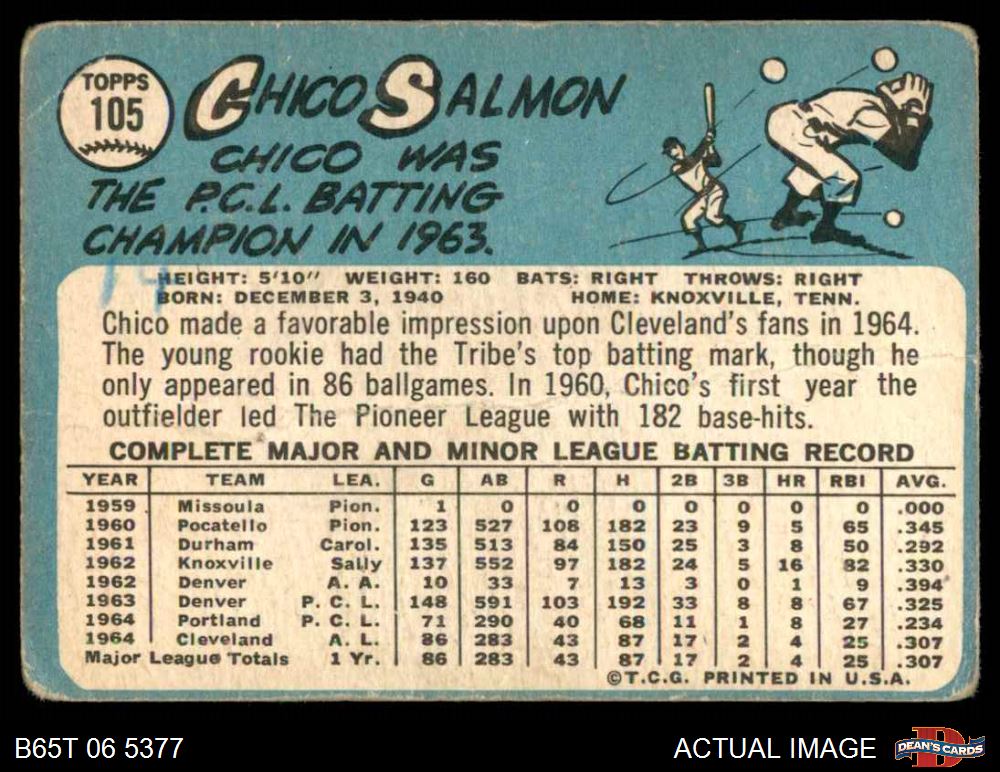 TOPPS
105
CHICO SALMON
CHICO WAS
THE P.C.L. BATTING
CHAMPION IN 1963.
19
HEIGHT: 5'10" WEIGHT: 160 BATS: RIGHT THROWS: RIGHT
BORN: DECEMBER 3, 1940 HOME: KNOXVILLE, TENN.
Chico made a favorable impression upon Cleveland's fans in 1964.
The young rookie had the Tribe's top batting mark, though he
only appeared in 86 ballgames. In 1960, Chico's first year the
outfielder led The Pioneer League with 182 base-hits.
COMPLETE MAJOR AND MINOR LEAGUE BATTING RECORD
YEAR TEAM LEA. G AB R H 2B 3B HR RBI AVG.
1959 Missoula Pion. 1 0 0 0 0 0 0 0 .000
1960 Pocatello Pion. 123 527 108 182 23 9 5 65 .345
1961 Durham Carol. 135 513 84 150 25 3 8 50 .292
1962 Knoxville Sally 137 552 97 182 24 5 16 82 .330
1962 Denver A. A. 10 33 7 13 3 0 1 9 .394
1963 Denver P. C. L. 148 591 103 192 33 8 8 67 .325
1964 Portland P. C. L. 71 290 40 68 11 1 8 27 .234
1964 Cleveland A. L. 86 283 43 87 17 2 4 25 .307
Major League Totals 1 Yr. 86 283 43 87 17 2 4 25 .307
©T.C.G. PRINTED IN U.S.A.
B65T 06 5377 ACTUAL IMAGE DEAN'S CARDS